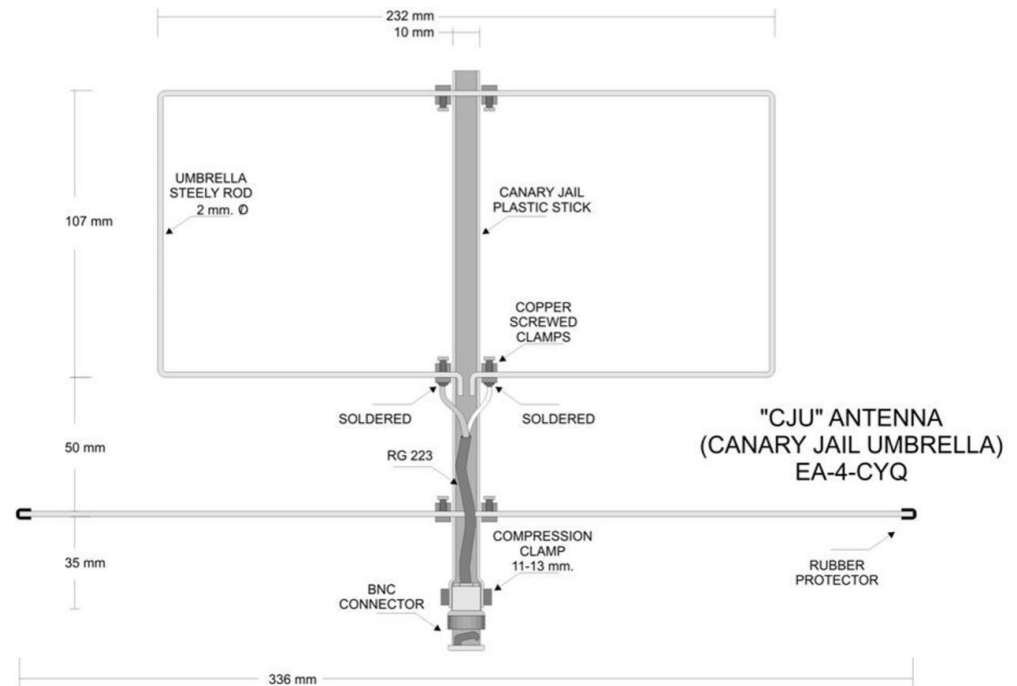 232 mm
10 mm
UMBRELLA
STEELY ROD
2 mm. Ø
107 mm
CANARY JAIL
PLASTIC STICK
COPPER
SCREWED
CLAMPS
SOLDERED
SOLDERED
"CJU" ANTENNA
(CANARY JAIL UMBRELLA)
EA-4-CYQ
50 mm
RG 223
COMPRESSION
CLAMP
11-13 mm.
35 mm
RUBBER
PROTECTOR
BNC
CONNECTOR
336 mm